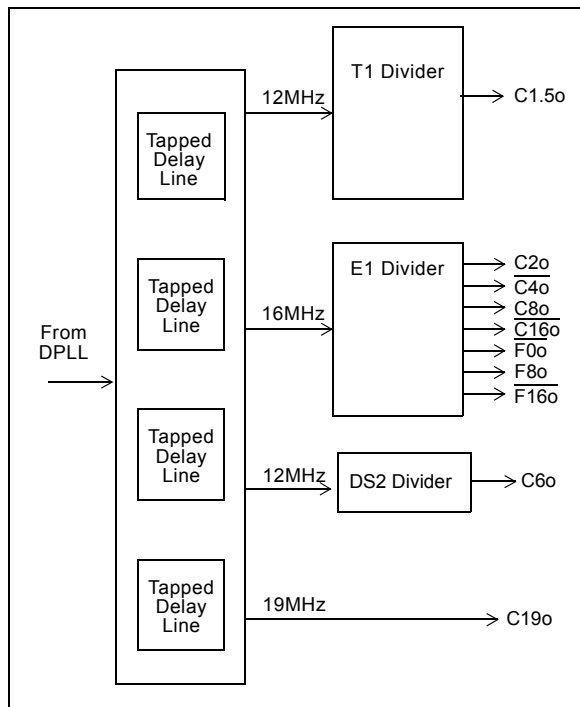 T1 Divider
12MHz
C1.5o
Tapped
Delay
Line
Tapped
Delay
Line
16MHz
E1 Divider
C2o
C4o
C8o
C16o
F0o
F8o
F16o
From
DPLL
Tapped
Delay
Line
12MHz
DS2 Divider
C6o
Tapped
Delay
Line
19MHz
C19o